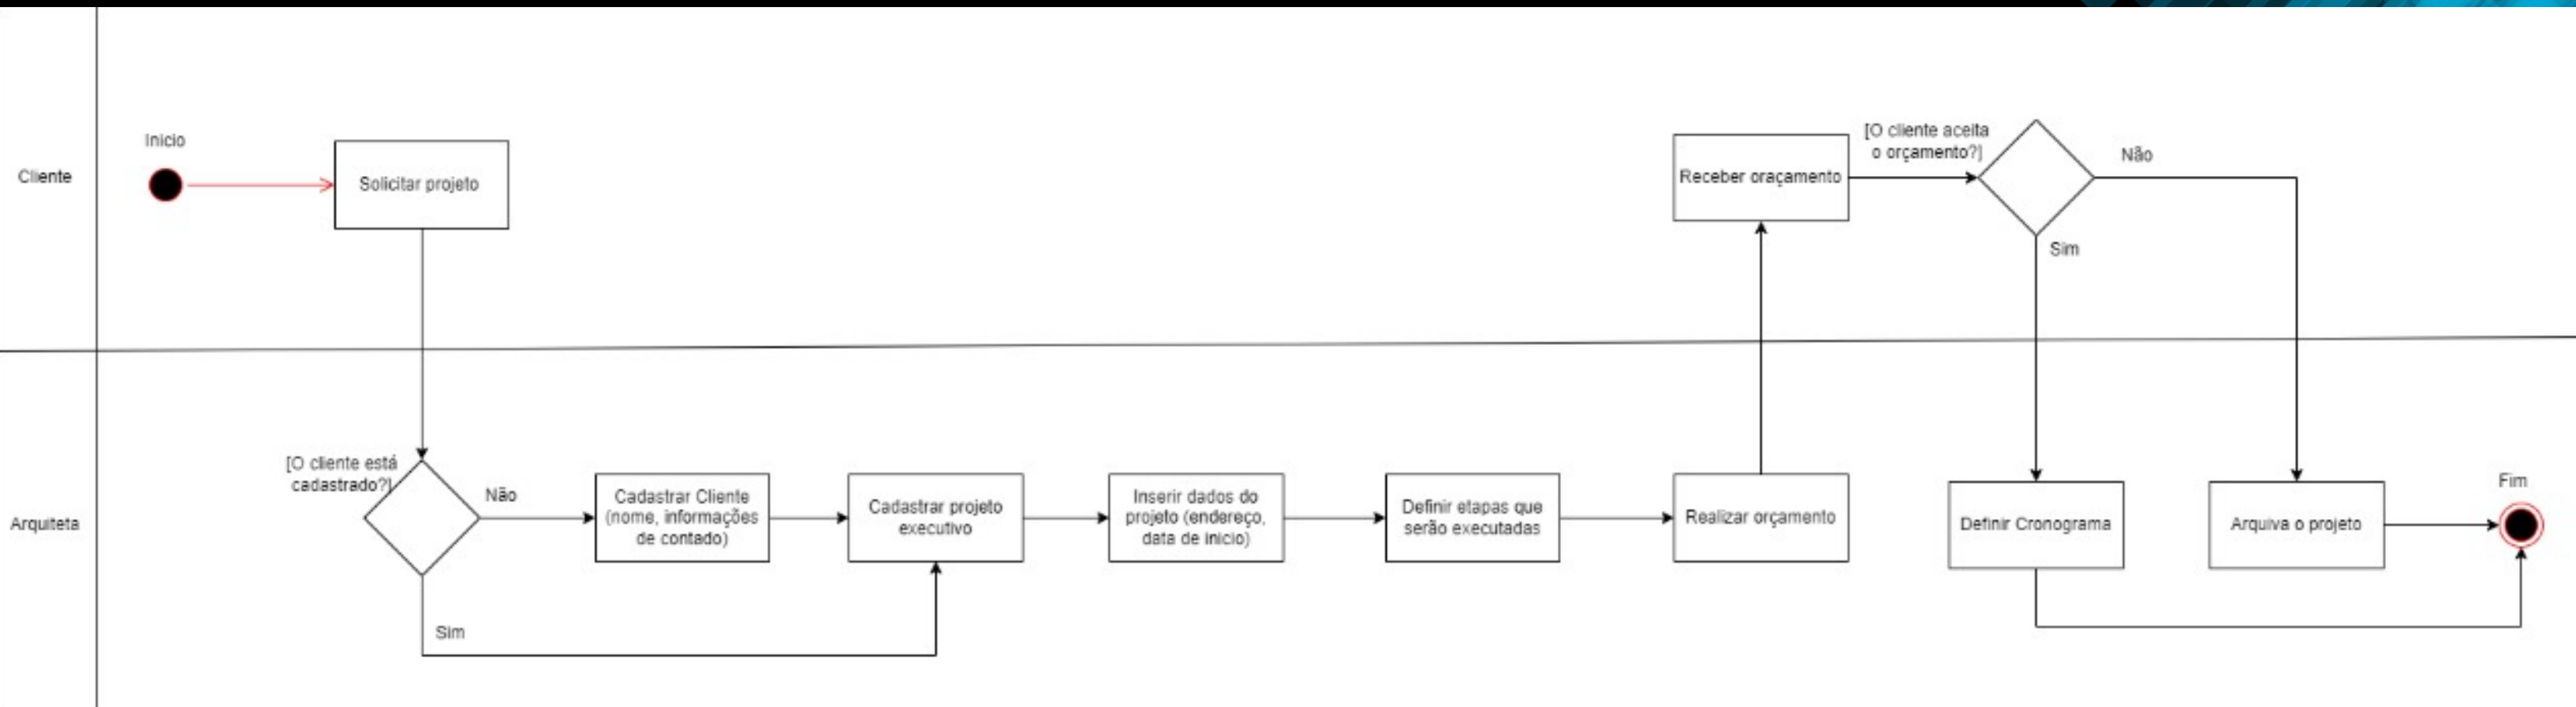 Cliente
Inicio
Solicitar projeto
Receber oraçamento
[O cliente aceita
o orçamento?]
Não
Sim
Arquiteta
[O cliente está
cadastrado?]
Não
Sim
Cadastrar Cliente
(nome, informações
de contado)
Cadastrar projeto
executivo
Inserir dados do
projeto (endereço,
data de inicio)
Definir etapas que
serão executadas
Realizar orçamento
Definir Cronograma
Arquiva o projeto
Fim